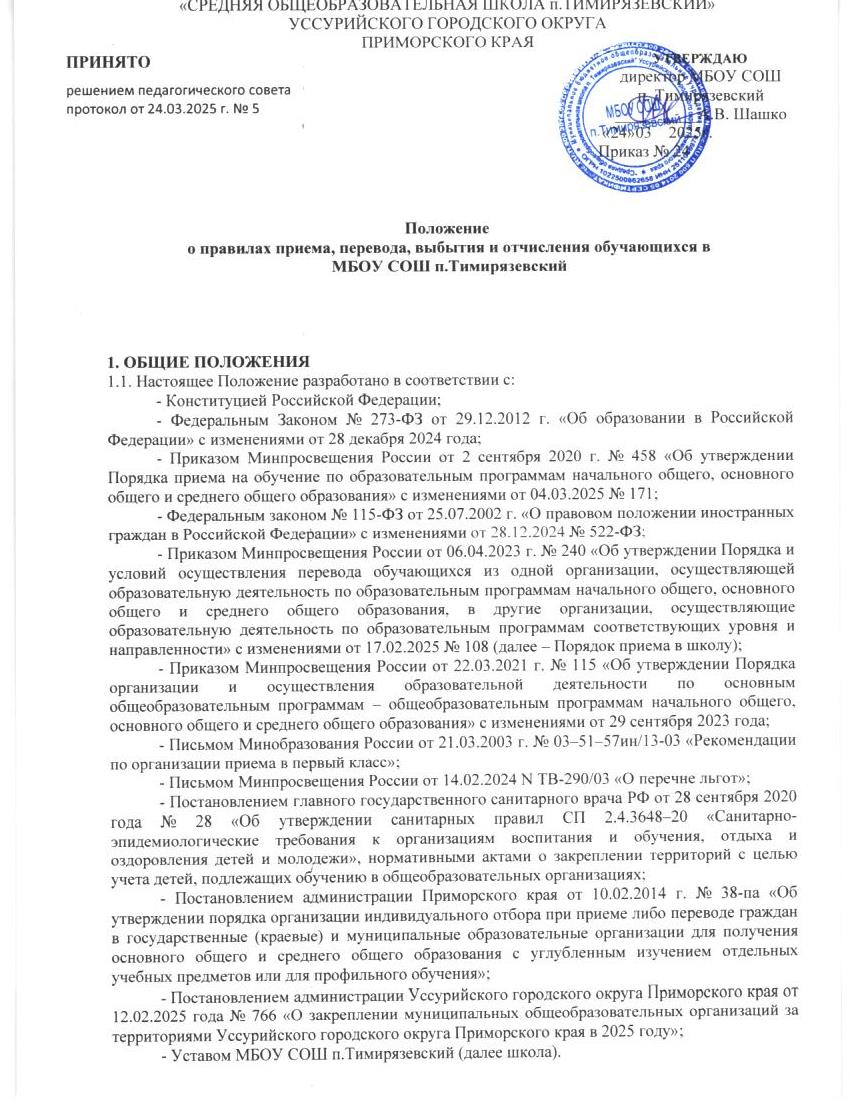 «СРЕДНЯЯ ОБЩЕОБРАЗОВАТЕЛЬНАЯ ШКОЛА п.ТИМИРЯЗЕВСКИЙ»
УССУРИЙСКОГО ГОРОДСКОГО ОКРУГА
ПРИМОРСКОГО КРАЯ
ПРИНЯТО
решением педагогического совета
протокол от 24.03.2025 г. № 5
УТВЕРЖДАЮ
директор МБОУ СОШ
п. Тимирязевский
А.В. Шашко
«24»03 2025г.
Приказ №
МБОУ СОШ
п.Тимирязевский
Положение
о правилах приема, перевода, выбытия и отчисления обучающихся в
МБОУ СОШ п.Тимирязевский
1. ОБЩИЕ ПОЛОЖЕНИЯ
1.1. Настоящее Положение разработано в соответствии с:
- Конституцией Российской Федерации;
- Федеральным Законом № 273-ФЗ от 29.12.2012 г. «Об образовании в Российской
Федерации» с изменениями от 28 декабря 2024 года;
- Приказом Минпросвещения России от 2 сентября 2020 г. № 458 «Об утверждении
Порядка приема на обучение по образовательным программам начального общего, основного
общего и среднего общего образования» с изменениями от 04.03.2025 № 171;
- Федеральным законом № 115-ФЗ от 25.07.2002 г. «О правовом положении иностранных
граждан в Российской Федерации» с изменениями от 28.12.2024 № 522-ФЗ;
- Приказом Минпросвещения России от 06.04.2023 г. № 240 «Об утверждении Порядка и
условий осуществления перевода обучающихся из одной организации, осуществляющей
образовательную деятельность по образовательным программам начального общего, основного
общего и среднего общего образования, в другие организации, осуществляющие
образовательную деятельность по образовательным программам соответствующих уровня и
направленности» с изменениями от 17.02.2025 № 108 (далее – Порядок приема в школу);
- Приказом Минпросвещения России от 22.03.2021 г. № 115 «Об утверждении Порядка
организации и осуществления образовательной деятельности по основным
общеобразовательным программам – общеобразовательным программам начального общего,
основного общего и среднего общего образования» с изменениями от 29 сентября 2023 года;
- Письмом Минобразования России от 21.03.2003 г. № 03–51–57ин/13-03 «Рекомендации
по организации приема в первый класс»;
- Письмом Минпросвещения России от 14.02.2024 N ТВ-290/03 «О перечне льгот»;
- Постановлением главного государственного санитарного врача РФ от 28 сентября 2020
года № 28 «Об утверждении санитарных правил СП 2.4.3648–20 «Санитарно-
эпидемиологические требования к организациям воспитания и обучения, отдыха и
оздоровления детей и молодежи», нормативными актами о закреплении территорий с целью
учета детей, подлежащих обучению в общеобразовательных организациях;
- Постановлением администрации Приморского края от 10.02.2014 г. № 38-па «Об
утверждении порядка организации индивидуального отбора при приеме либо переводе граждан
в государственные (краевые) и муниципальные образовательные организации для получения
основного общего и среднего общего образования с углубленным изучением отдельных
учебных предметов или для профильного обучения»;
- Постановлением администрации Уссурийского городского округа Приморского края от
12.02.2025 года № 766 «О закреплении муниципальных общеобразовательных организаций за
территориями Уссурийского городского округа Приморского края в 2025 году»;
- Уставом МБОУ СОШ п.Тимирязевский (далее школа).